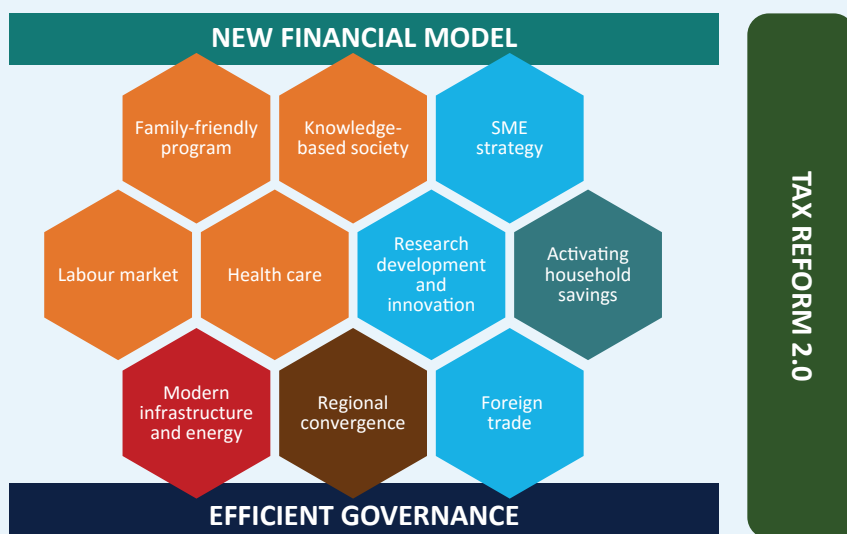 NEW FINANCIAL MODEL
Family-friendly
program
Knowledge-
based society
SME
strategy
Labour market
Health care
Research
development
and
innovation
Activating
household
savings
Modern
infrastructure
and energy
Regional
convergence
Foreign
trade
EFFICIENT GOVERNANCE
TAX REFORM 2.0